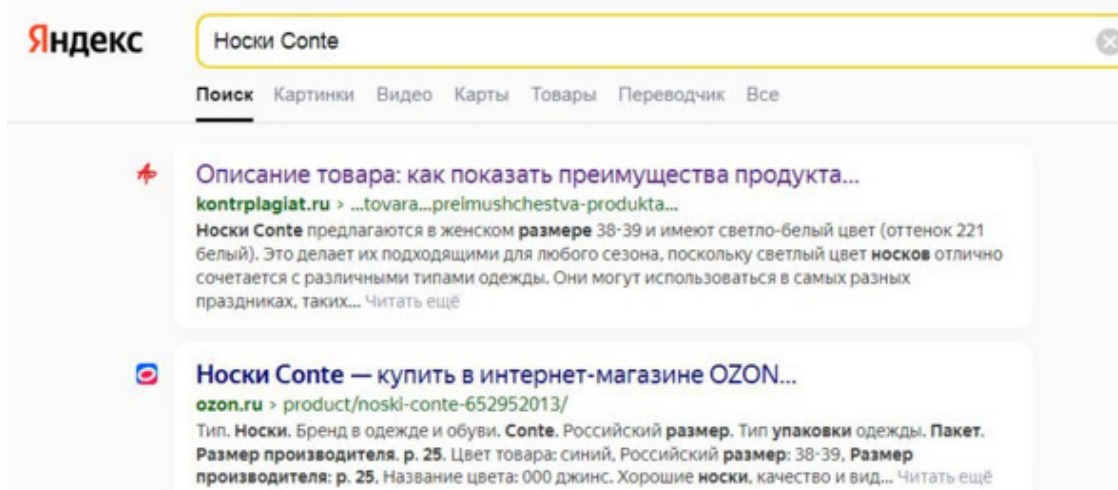 Яндекс
Носки Conte
Поиск Картинки Видео Карты Товары Переводчик Все
Описание товара: как показать преимущества продукта...
kontrplagiat.ru › ...tovara...preimushchestva-produkta...
Носки Conte предлагаются в женском размере 38-39 и имеют светло-белый цвет (оттенок 221
белый). Это делает их подходящими для любого сезона, поскольку светлый цвет носков отлично
сочетается с различными типами одежды. Они могут использоваться в самых разных
праздниках, таких... Читать ещё
Носки Conte — купить в интернет-магазине OZON...
ozon.ru › product/noski-conte-652952013/
Тип. Носки. Бренд в одежде и обуви. Conte. Российский размер. Тип упаковки одежды. Пакет.
Размер производителя. р. 25. Цвет товара: синий, Российский размер: 38-39, Размер
производителя: р. 25, Название цвета: 000 джинс. Хорошие носки, качество и вид... Читать ещё